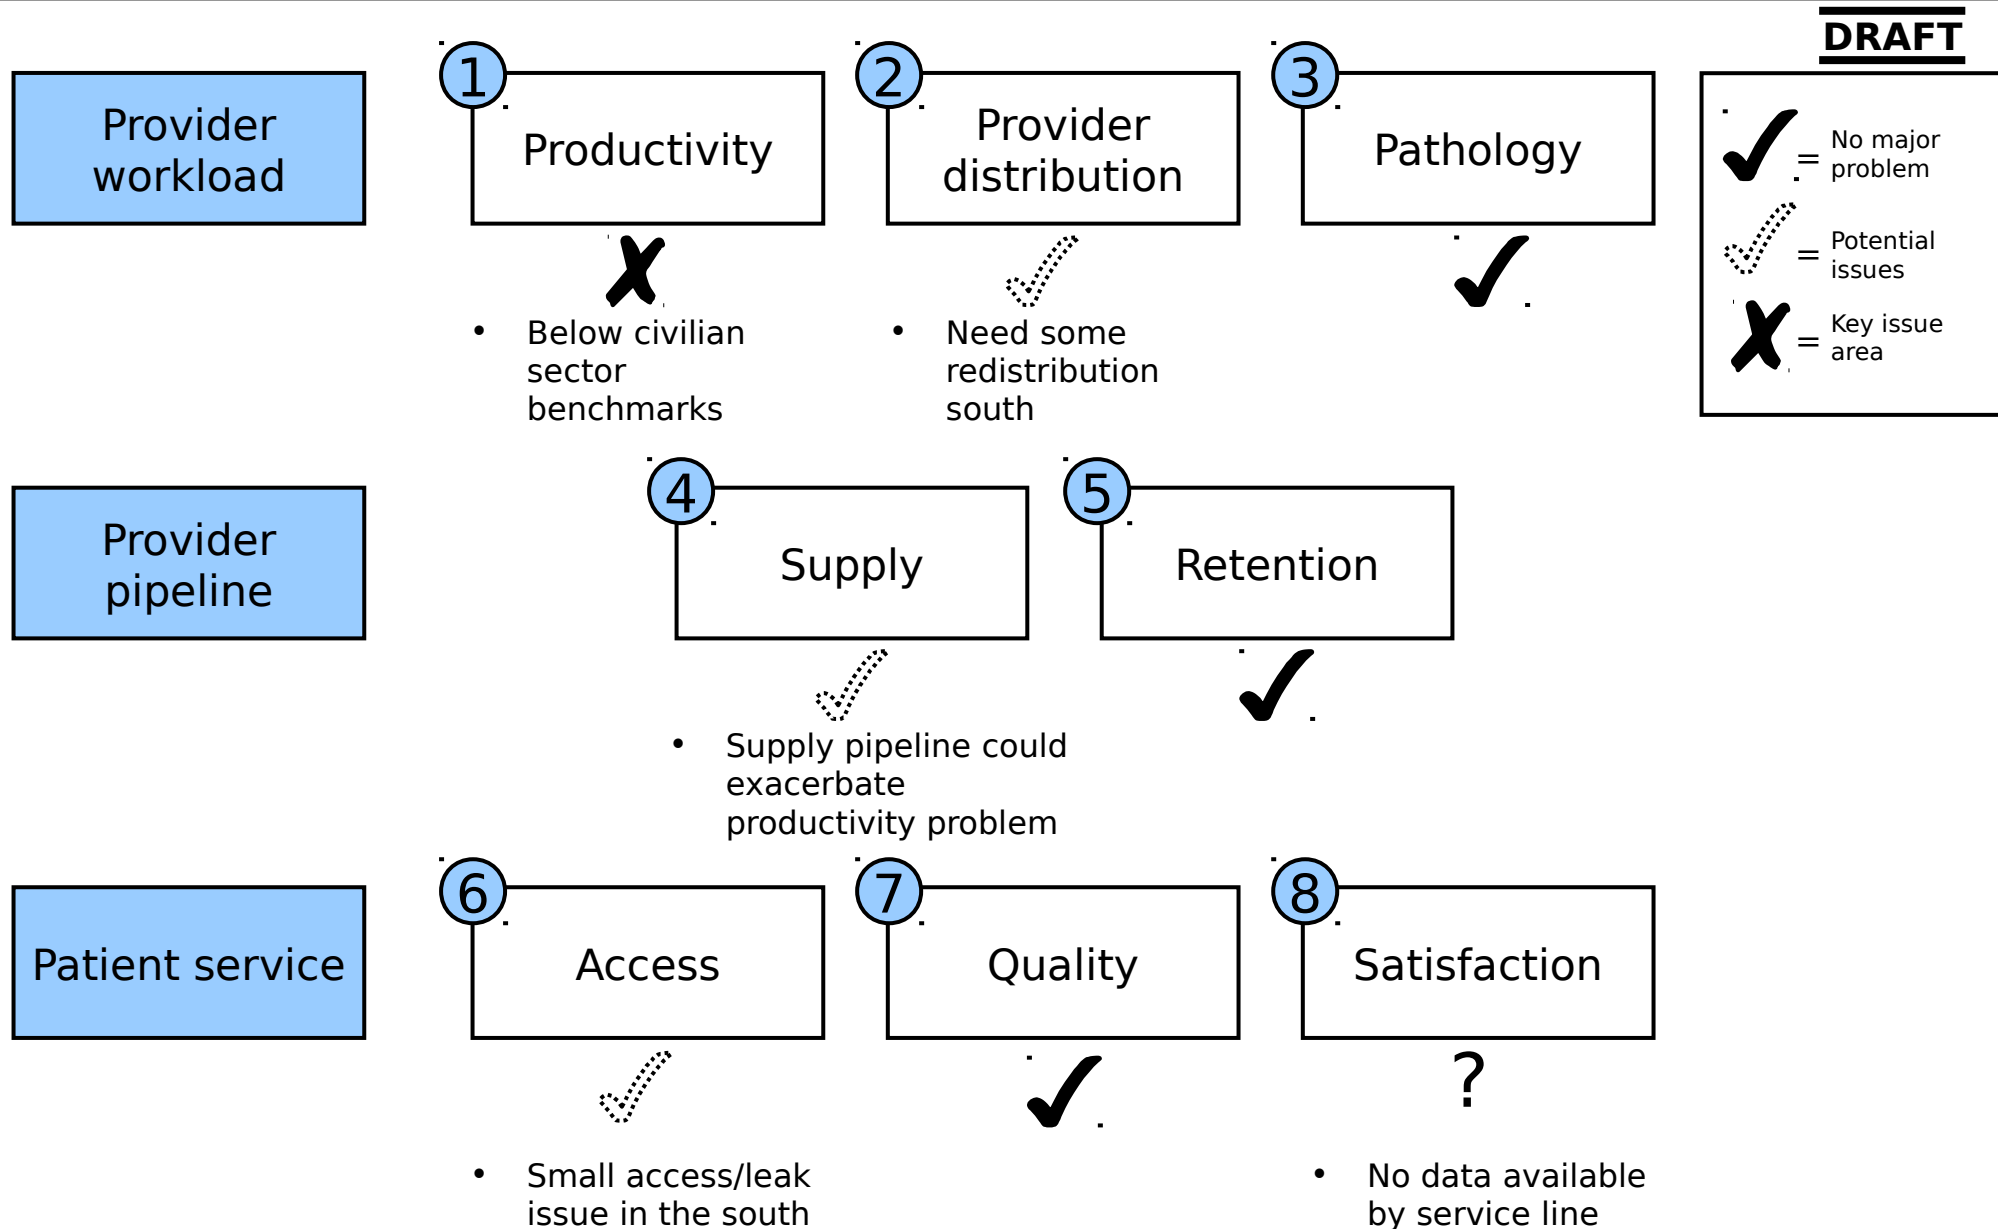 DRAFT
Provider
workload
1
Productivity
2
Provider
distribution
3
Pathology
✔ = No major
problem
= Potential
issues
✘ = Key issue
area
✘
✔
• Below civilian
sector
benchmarks
• Need some
redistribution
south
Provider
pipeline
4
Supply
5
Retention
✔
• Supply pipeline could
exacerbate
productivity problem
Patient service
6
Access
7
Quality
8
Satisfaction
✔
?
• Small access/leak
issue in the south
• No data available
by service line